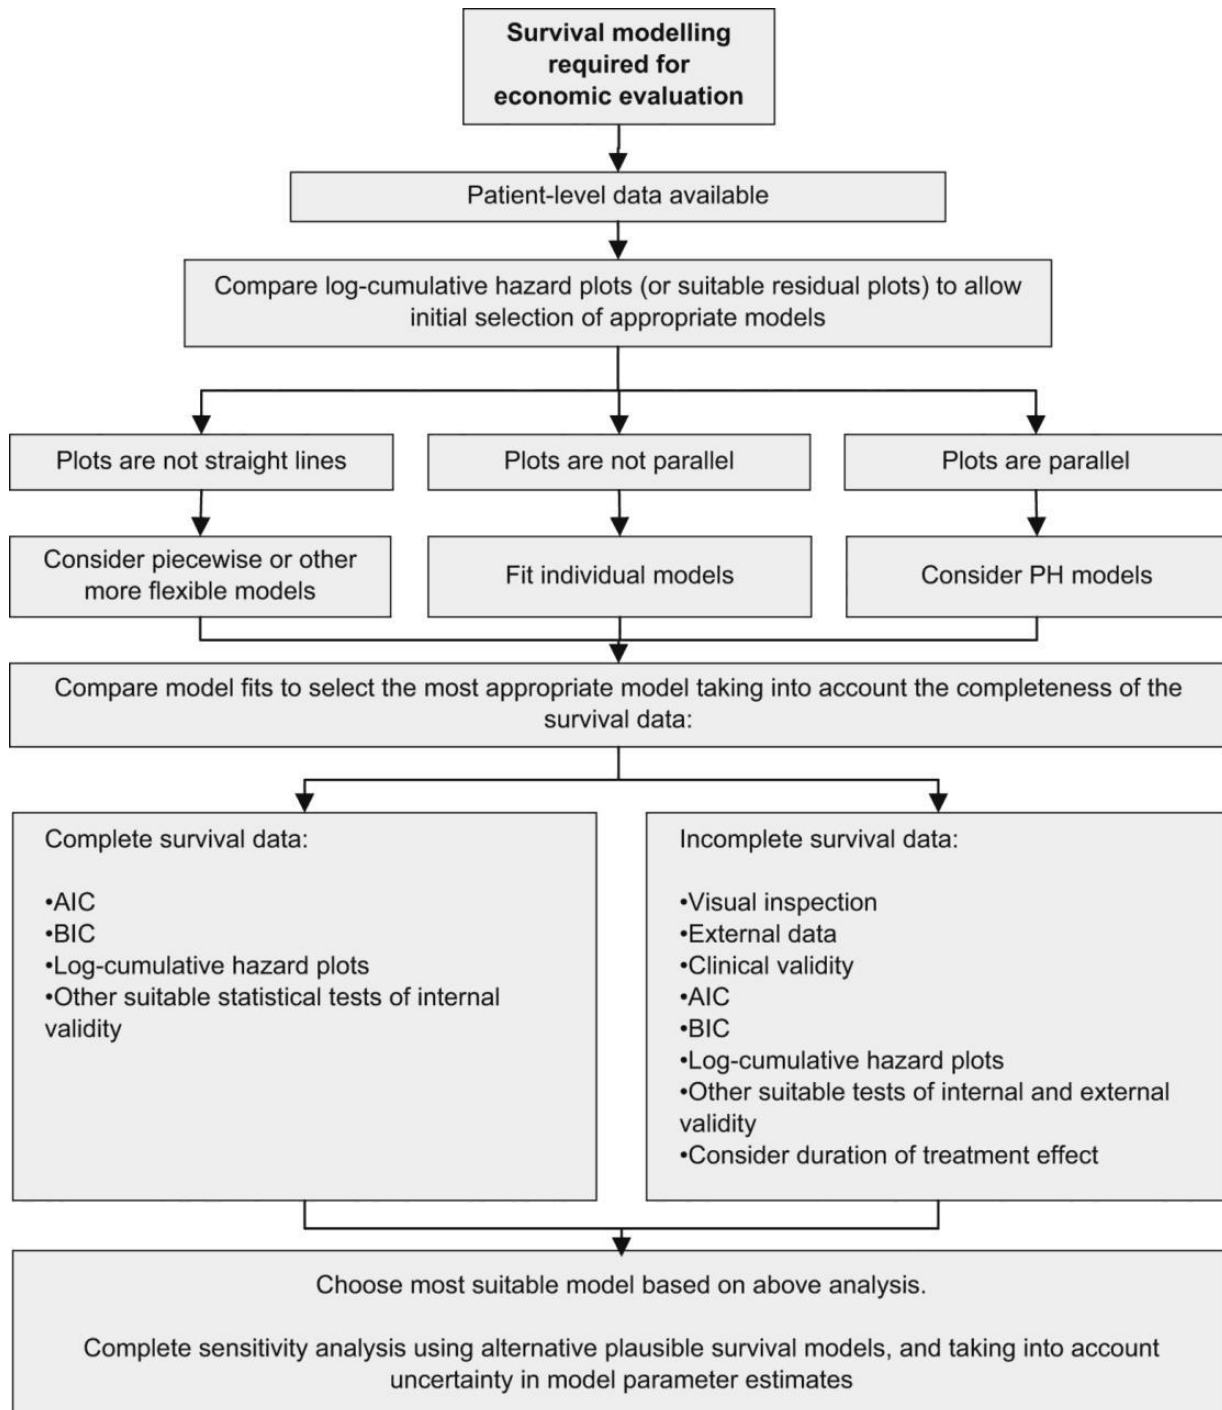 Survival modelling
required for
economic evaluation
Patient-level data available
Compare log-cumulative hazard plots (or suitable residual plots) to allow
initial selection of appropriate models
Plots are not straight lines
Plots are not parallel
Plots are parallel
Consider piecewise or other
more flexible models
Fit individual models
Consider PH models
Compare model fits to select the most appropriate model taking into account the completeness of the
survival data:
Complete survival data:
•AIC
•BIC
•Log-cumulative hazard plots
•Other suitable statistical tests of internal
validity
Incomplete survival data:
•Visual inspection
•External data
•Clinical validity
•AIC
•BIC
•Log-cumulative hazard plots
•Other suitable tests of internal and external
validity
•Consider duration of treatment effect
Choose most suitable model based on above analysis.
Complete sensitivity analysis using alternative plausible survival models, and taking into account
uncertainty in model parameter estimates